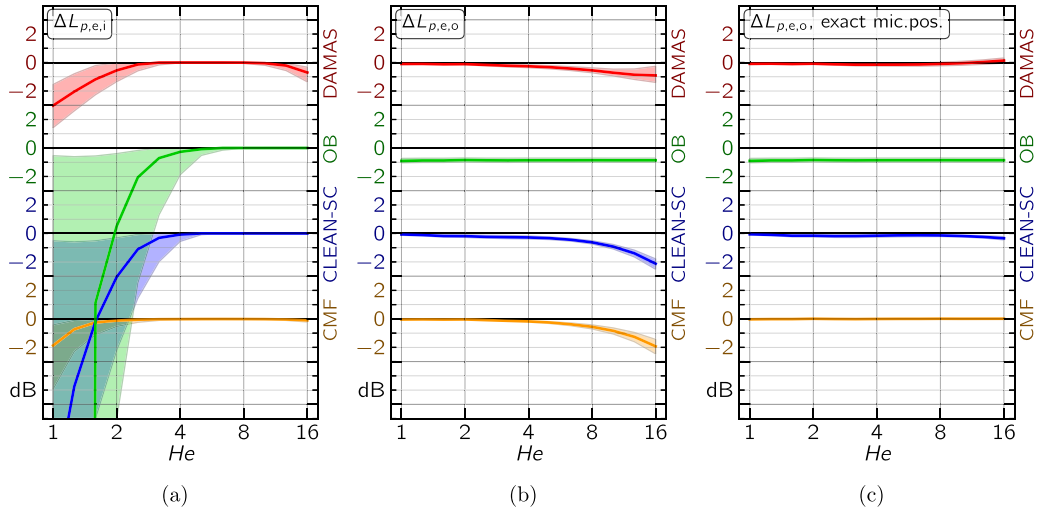 ΔL p,e,i
2
0
−2
DAMAS
2
0
−2
OB
2
0
−2
CLEAN-SC
2
0
−2
CMF
dB
1 2 4 8 16
He
(a)
ΔL p,e,o
2
0
−2
DAMAS
2
0
−2
OB
2
0
−2
CLEAN-SC
2
0
−2
CMF
dB
1 2 4 8 16
He
(b)
ΔL p,e,o, exact mic.pos.
2
0
−2
DAMAS
2
0
−2
OB
2
0
−2
CLEAN-SC
2
0
−2
CMF
dB
1 2 4 8 16
He
(c)